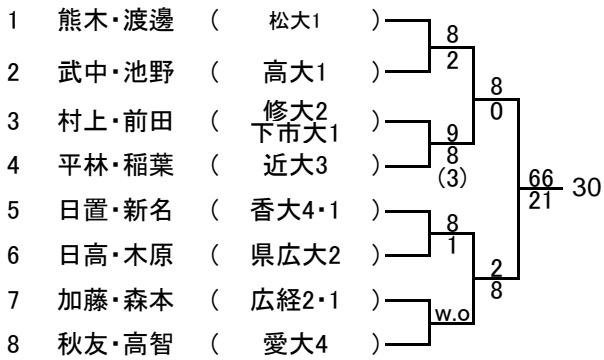 1 熊木・渡邊 ( 松大1 )
8
2 武中・池野 ( 高大1 )
2
8
0
3 村上・前田 ( 修大2 下市大1 )
9
4 平林・稲葉 ( 近大3 )
8
(3)
66
21
30
5 日置・新名 ( 香大4・1 )
8
6 日高・木原 ( 県広大2 )
1
2
8
7 加藤・森本 ( 広経2・1 )
w.o
8 秋友・高智 ( 愛大4 )